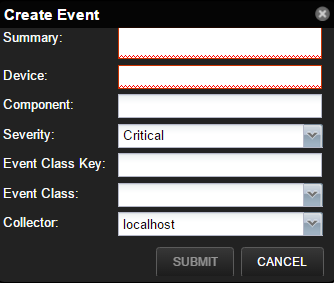 Create Event
Summary:
Device:
Component:
Severity: Critical
Event Class Key:
Event Class:
Collector: localhost
SUBMIT CANCEL